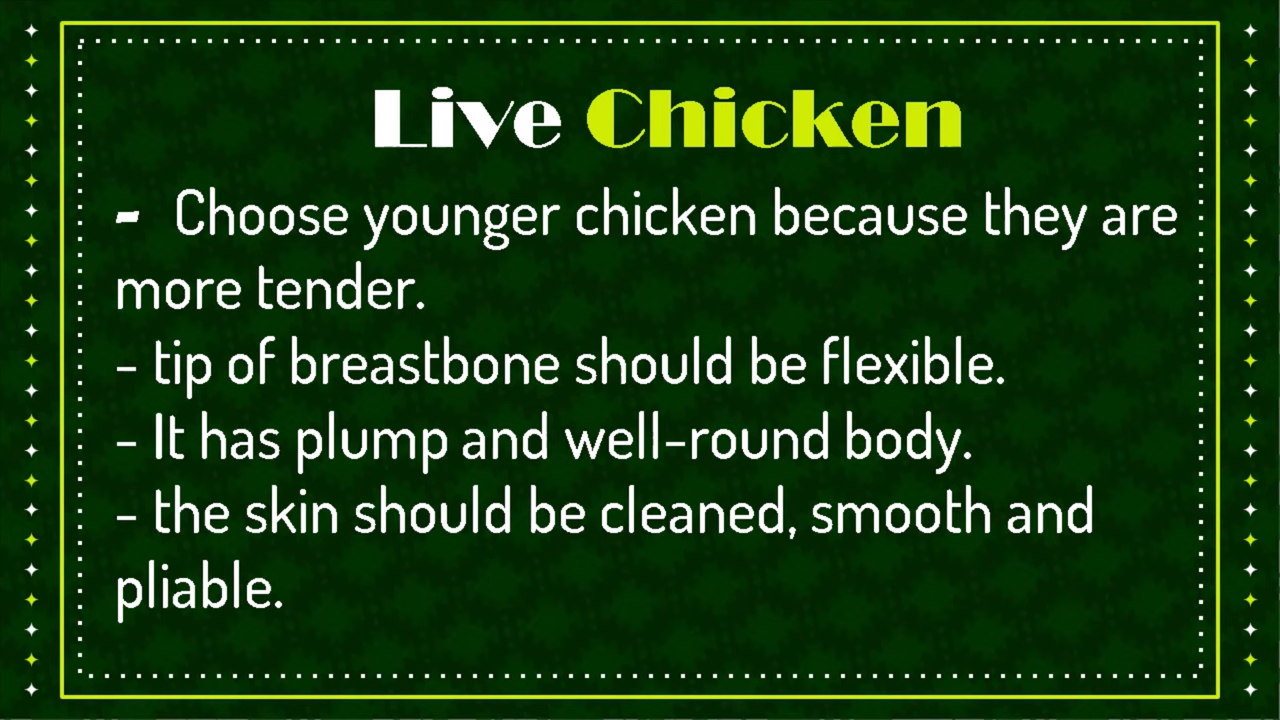 Live Chicken
- Choose younger chicken because they are
more tender.
- tip of breastbone should be flexible.
- It has plump and well-round body.
- the skin should be cleaned, smooth and
pliable.